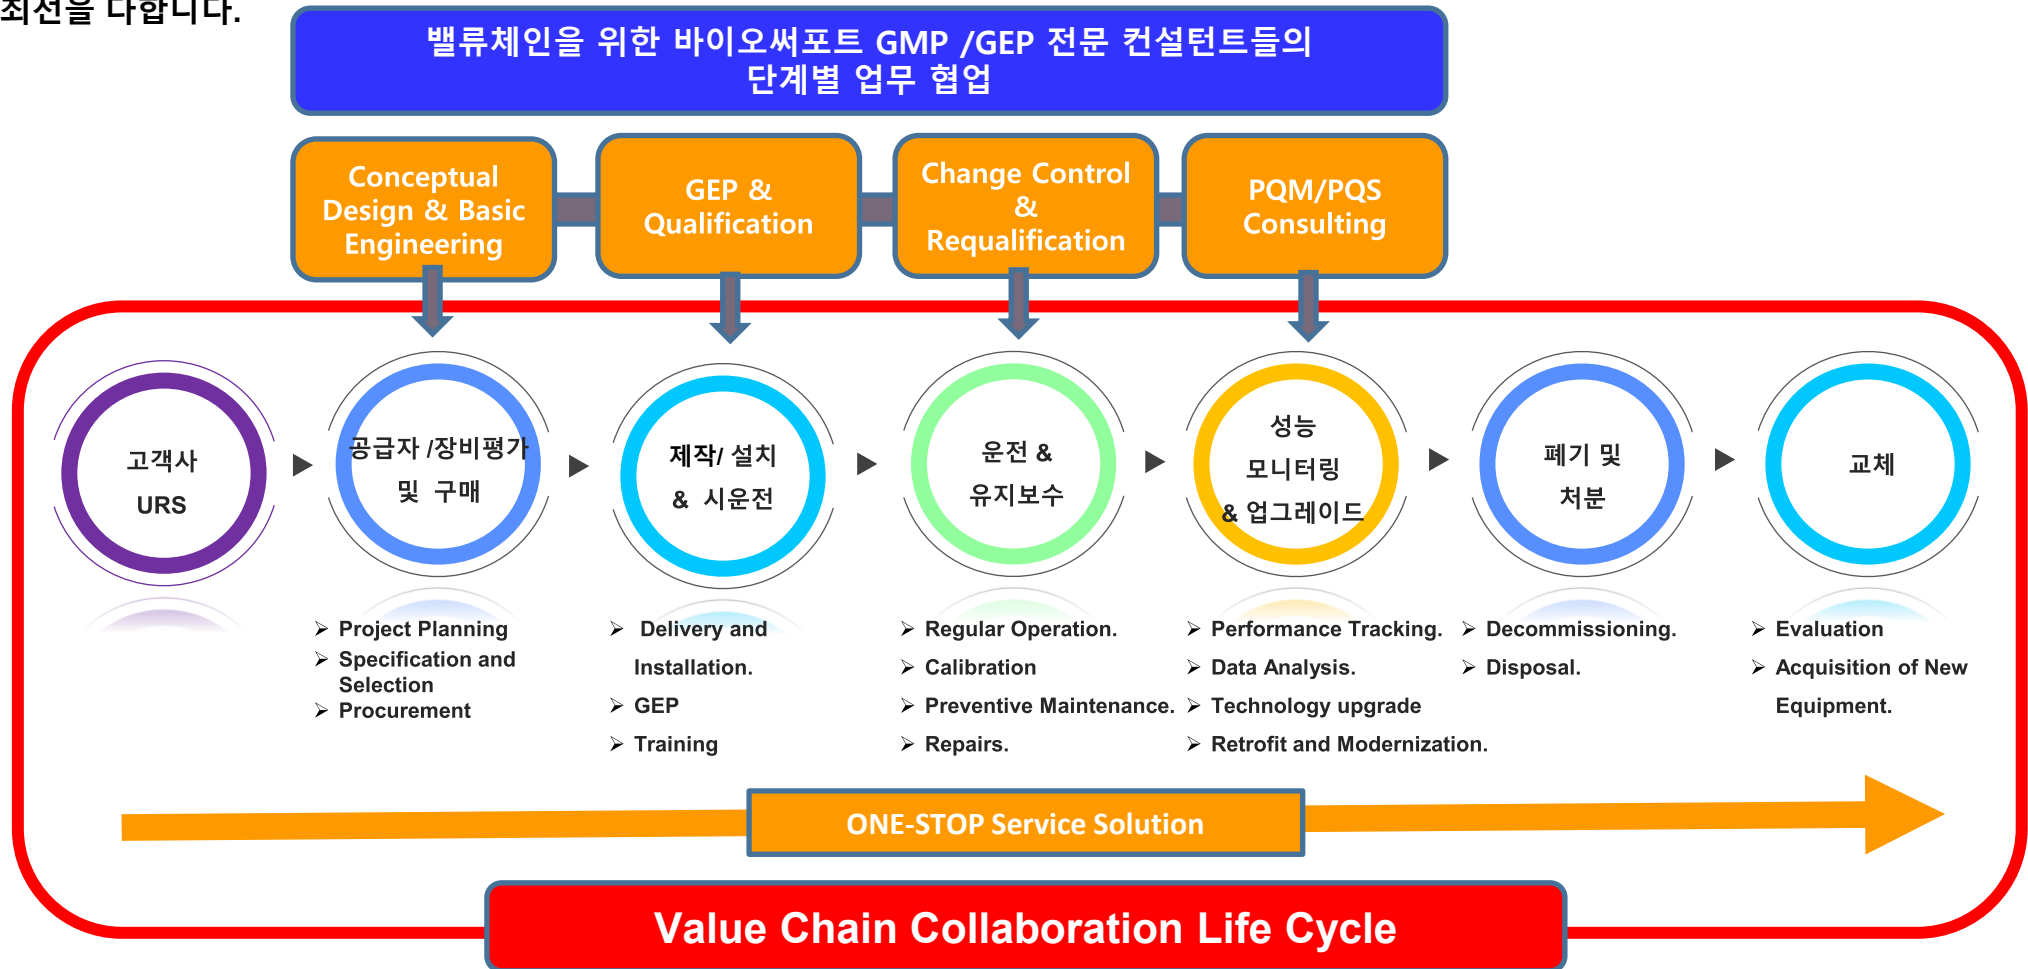 최선을 다합니다.
밸류체인을 위한 바이오써포트 GMP /GEP 전문 컨설턴트들의
단계별 업무 협업
Conceptual
Design & Basic
Engineering
GEP &
Qualification
Change Control
&
Requalification
PQM/PQS
Consulting
고객사
URS
공급자 /장비평가
및 구매
제작/ 설치
& 시운전
운전 &
유지보수
성능
모니터링
& 업그레이드
폐기 및
처분
교체
➢ Project Planning
➢ Specification and
Selection
➢ Procurement
➢ Delivery and
Installation.
➢ GEP
➢ Training
➢ Regular Operation.
➢ Calibration
➢ Preventive Maintenance.
➢ Repairs.
➢ Performance Tracking.
➢ Data Analysis.
➢ Technology upgrade
➢ Retrofit and Modernization.
➢ Decommissioning.
➢ Disposal.
➢ Evaluation
➢ Acquisition of New
Equipment.
ONE-STOP Service Solution
Value Chain Collaboration Life Cycle